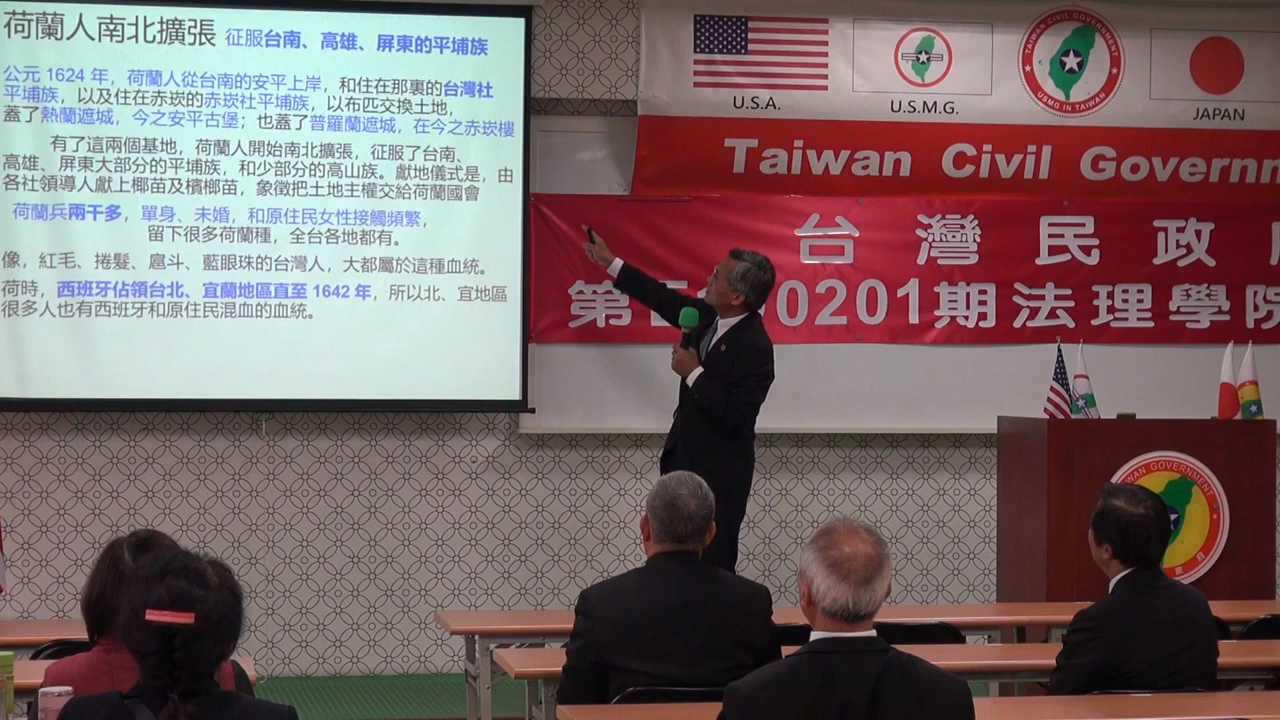 荷蘭人南北擴張 征服台南、高雄、屏東的平埔族
公元 1624 年，荷蘭人從台南的安平上岸，和住在那裏的台灣社
平埔族，以及住在赤崁的赤崁社平埔族，以布匹交換土地，
蓋了熱蘭遮城，今之安平古堡；也蓋了普羅蘭遮城，在今之赤崁樓
有了這兩個基地，荷蘭人開始南北擴張，征服了台南、
高雄、屏東大部分的平埔族，和少部分的高山族。獻地儀式是，由
各社領導人獻上椰苗及檳榔苗，象徵把土地主權交給荷蘭國會
荷蘭兵兩千多，單身、未婚，和原住民女性接觸頻繁，
留下很多荷蘭種，全台各地都有。
像，紅毛、捲髮、戽斗、藍眼珠的台灣人，大都屬於這種血統。
荷時，西班牙佔領台北、宜蘭地區直至 1642 年，所以北、宜地區
很多人也有西班牙和原住民混血的血統。
U.S.A.
U.S.M.G.
TAIWAN CIVIL GOVERNMENT
USMG IN TAIWAN
JAPAN
Taiwan Civil Governm
台灣民政
第 0201期法理學院
WAN GOVERNMENT